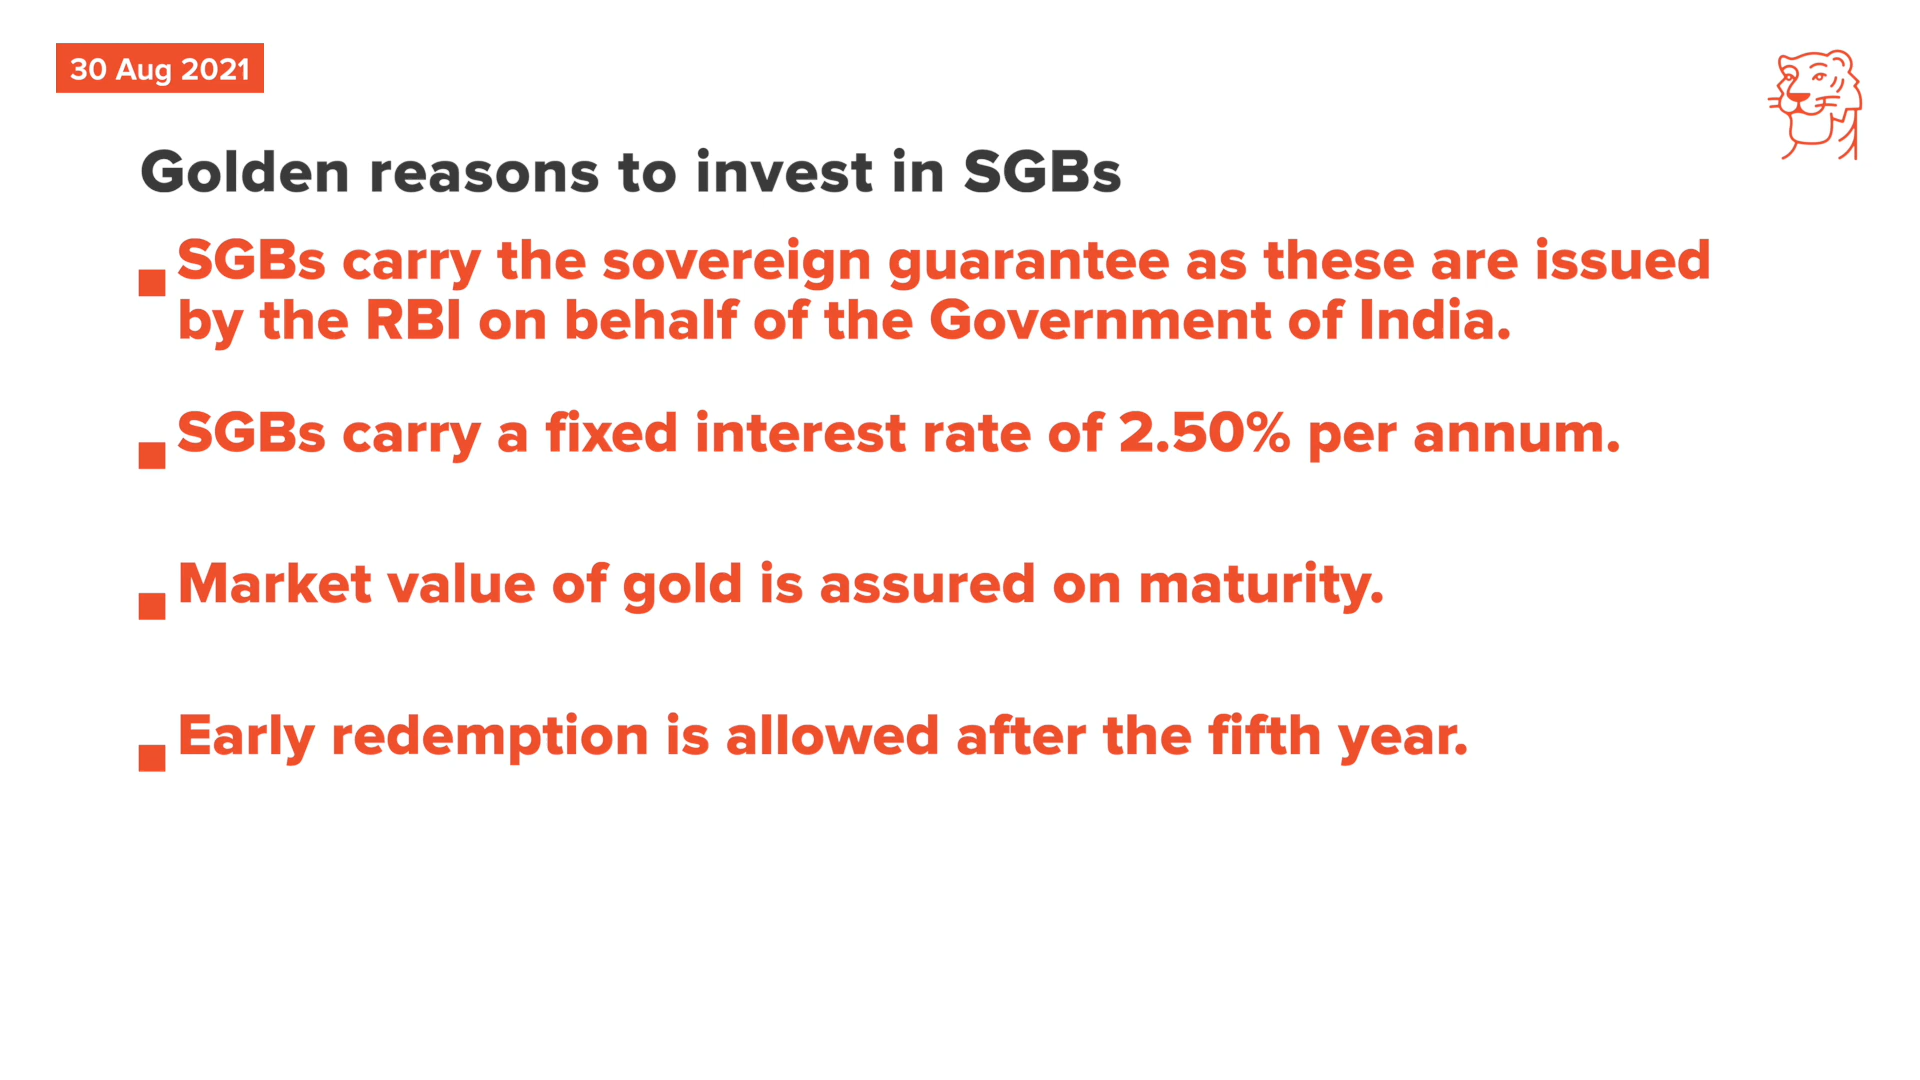 30 Aug 2021
Golden reasons to invest in SGBs
SGBs carry the sovereign guarantee as these are issued
by the RBI on behalf of the Government of India.
SGBs carry a fixed interest rate of 2.50% per annum.
Market value of gold is assured on maturity.
Early redemption is allowed after the fifth year.